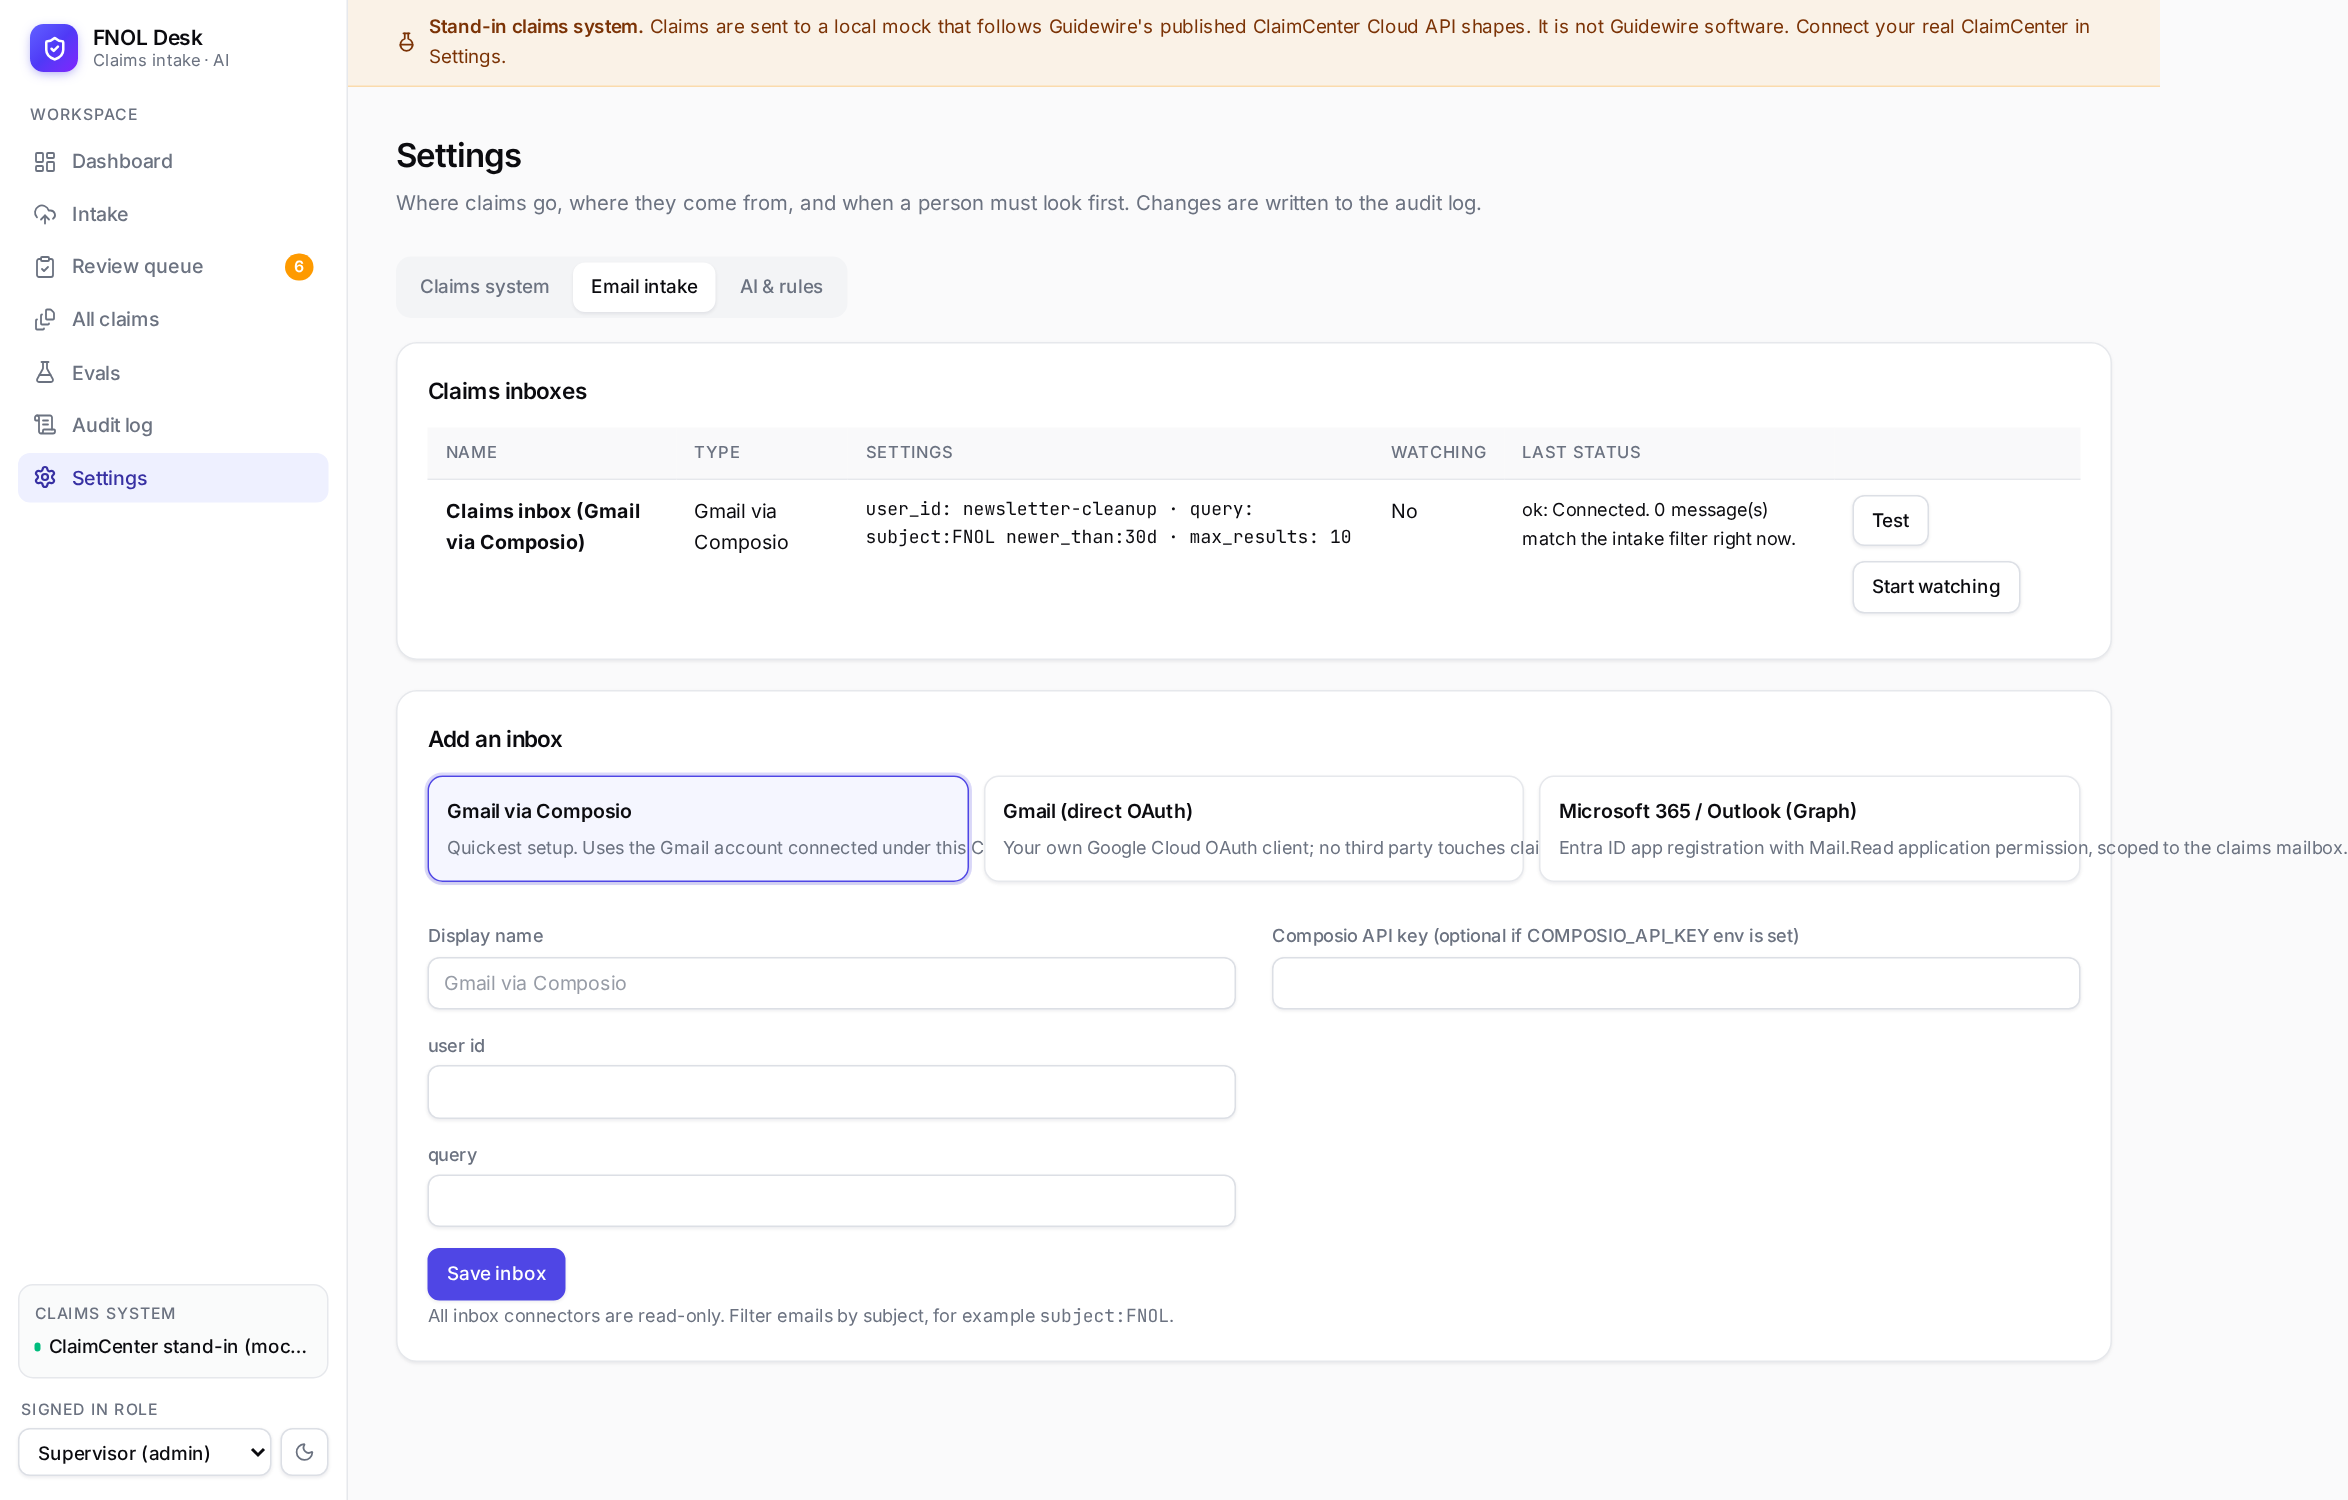 FNOL Desk
Claims intake · AI
WORKSPACE
Dashboard
Intake
Review queue
6
All claims
Evals
Audit log
Settings
CLAIMS SYSTEM
ClaimCenter stand-in (moc...
SIGNED IN ROLE
Supervisor (admin)
Stand-in claims system. Claims are sent to a local mock that follows Guidewire's published ClaimCenter Cloud API shapes. It is not Guidewire software. Connect your real ClaimCenter in
Settings.
Settings
Where claims go, where they come from, and when a person must look first. Changes are written to the audit log.
Claims system
Email intake
AI & rules
Claims inboxes
NAME TYPE SETTINGS WATCHING LAST STATUS
Claims inbox (Gmail
via Composio)
Gmail via
Composio
user_id: newsletter-cleanup · query:
subject:FNOL newer_than:30d · max_results: 10
No
ok: Connected. 0 message(s)
match the intake filter right now.
Test
Start watching
Add an inbox
Gmail via Composio
Quickest setup. Uses the Gmail account connected under this C
Gmail (direct OAuth)
Your own Google Cloud OAuth client; no third party touches clai
Microsoft 365 / Outlook (Graph)
Entra ID app registration with Mail.Read application permission, scoped to the claims mailbox.
Display name
Gmail via Composio
Composio API key (optional if COMPOSIO_API_KEY env is set)
user id
query
Save inbox
All inbox connectors are read-only. Filter emails by subject, for example subject:FNOL.